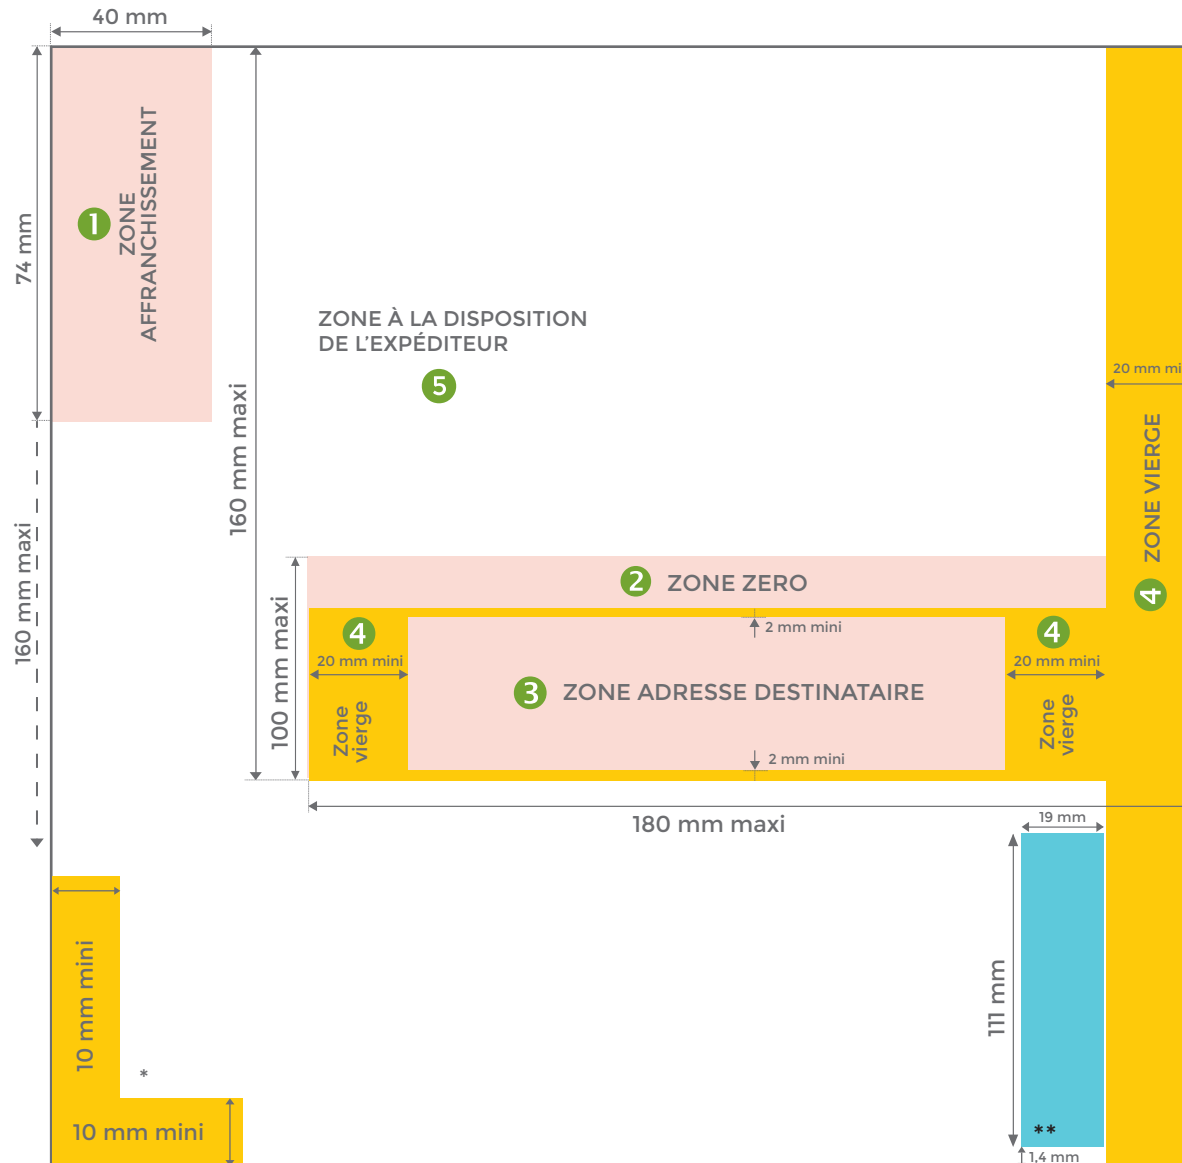 40 mm
74 mm
1
ZONE
AFFRANCHISSEMENT
160 mm maxi
160 mm maxi
ZONE À LA DISPOSITION
DE L'EXPÉDITEUR
5
20 mm mi
ZONE VIERGE
4
2 ZONE ZERO
100 mm maxi
4
20 mm mini
Zone
vierge
2 mm mini
3 ZONE ADRESSE DESTINATAIRE
2 mm mini
4
20 mm mini
Zone
vierge
180 mm maxi
19 mm
111 mm
**
1,4 mm
10 mm mini
*
10 mm mini